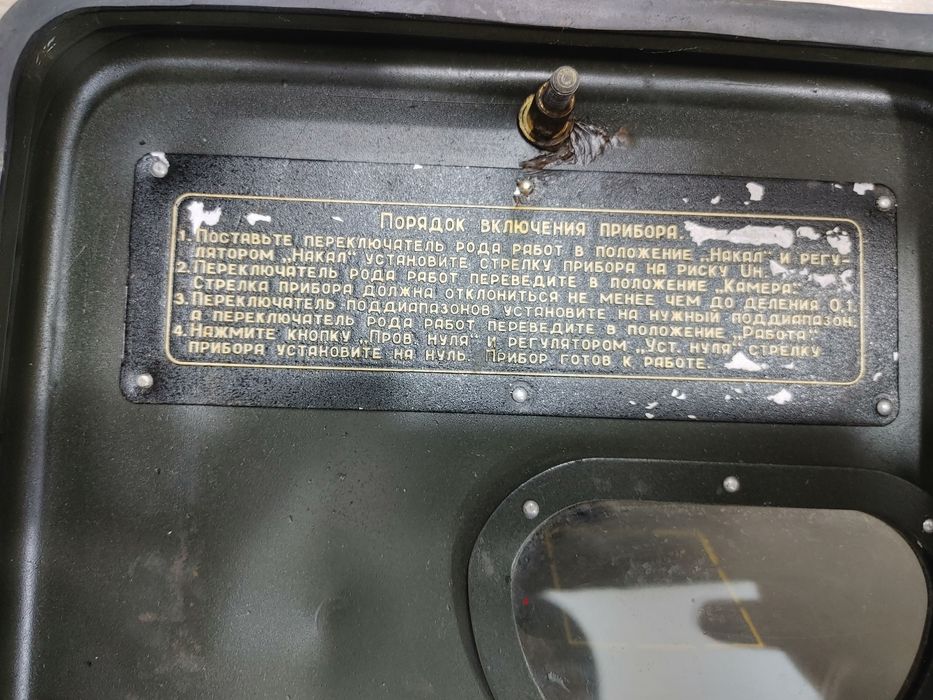 Порядок включения прибора.
1. Поставьте переключатель рода работ в положение „Накал" и регу-
лятором „Накал" установите стрелку прибора на риску Uн.
2. Переключатель рода работ переведите в положение „Камера".
Стрелка прибора должна отклониться не менее чем до деления 0,1.
3. Переключатель поддиапазонов установите на нужный поддиапазон,
а переключатель рода работ переведите в положение „Работа".
4. Нажмите кнопку „Пров. нуля" и регулятором „Уст. нуля" стрелку
прибора установите на нуль. Прибор готов к работе.